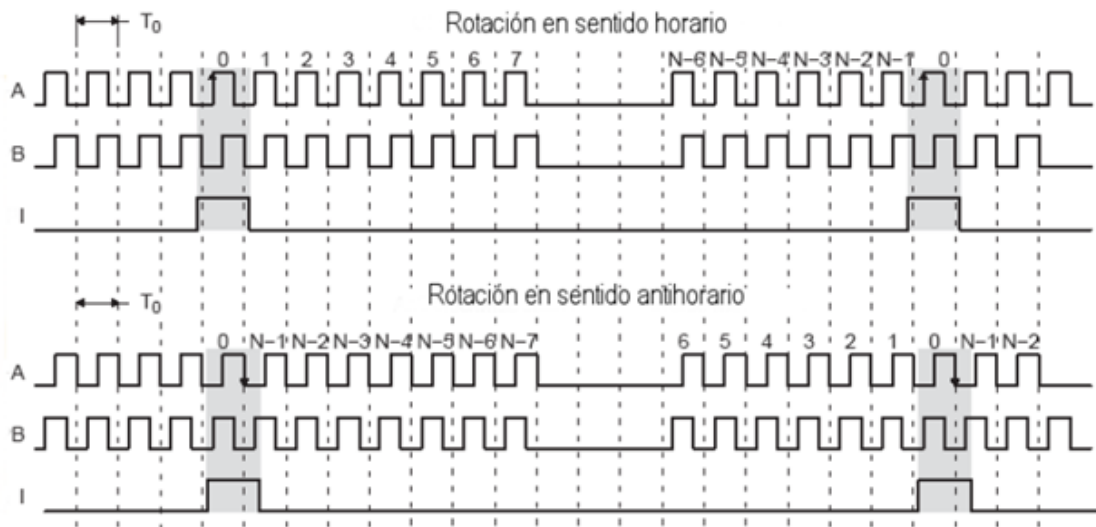 T0 Rotación en sentido horario
0 1 2 3 4 5 6 7 N–6 N–5 N–4 N–3 N–2 N–1 0
A
B
I
T0 Rotación en sentido antihorario
0 N–1 N–2 N–3 N–4 N–5 N–6 N–7 6 5 4 3 2 1 0 N–1 N–2
A
B
I